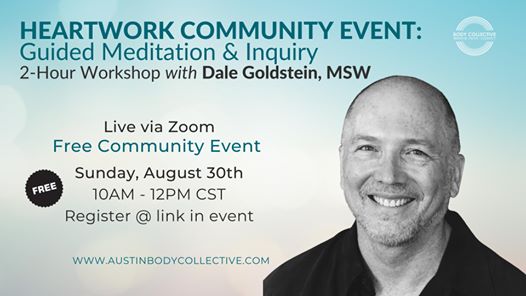 HEARTWORK COMMUNITY EVENT:
Guided Meditation & Inquiry
2-Hour Workshop with Dale Goldstein, MSW
BODY COLLECTIVE
Live via Zoom
Free Community Event
FREE
Sunday, August 30th
10AM - 12PM CST
Register @ link in event
WWW.AUSTINBODYCOLLECTIVE.COM